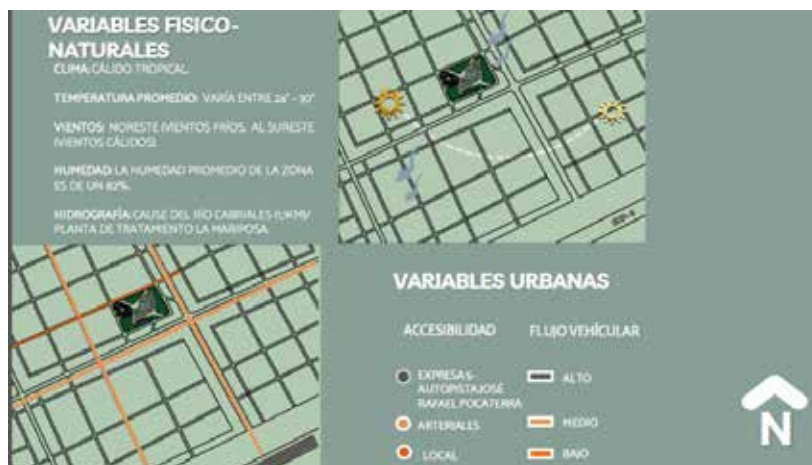 VARIABLES FISICO-
NATURALES
CLIMA: CÁLIDO TROPICAL.
TEMPERATURA PROMEDIO: VARÍA ENTRE 24° - 30°
VIENTOS: NORESTE (VIENTOS FRÍOS, AL SURESTE
(VIENTOS CÁLIDOS).
HUMEDAD: LA HUMEDAD PROMEDIO DE LA ZONA
ES DE UN 82%.
HIDROGRAFÍA: CAUSE DEL RÍO CABRIALES
PLANTA DE TRATAMIENTO LA MARIPOSA.
VARIABLES URBANAS
ACCESIBILIDAD
FLUJO VEHÍCULAR
EXPRESAS-
AUTOPISTA JOSÉ
RAFAEL POCATERRA
ALTO
ARTERIALES
MEDIO
LOCAL
BAJO
N